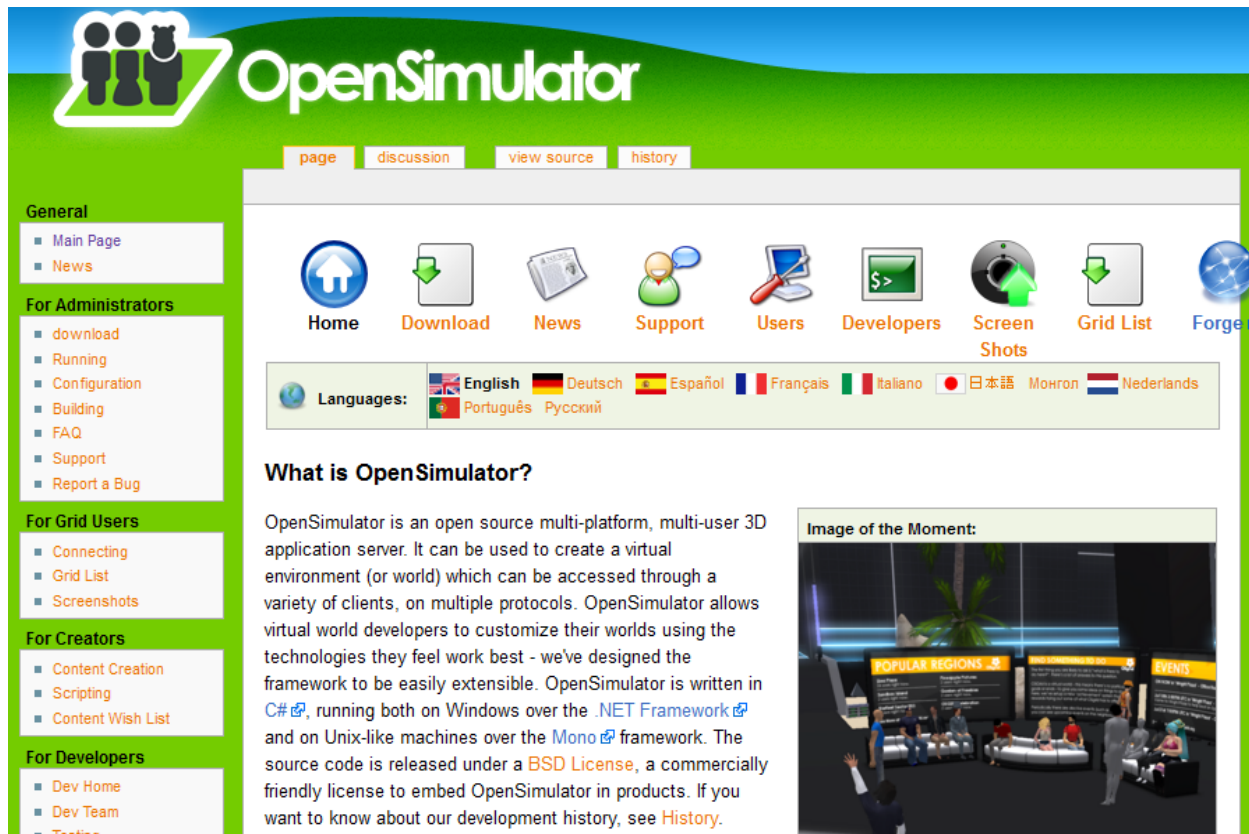 OpenSimulator
page discussion view source history
General
Main Page
News
For Administrators
download
Running
Configuration
Building
FAQ
Support
Report a Bug
For Grid Users
Connecting
Grid List
Screenshots
For Creators
Content Creation
Scripting
Content Wish List
For Developers
Dev Home
Dev Team
Testing
Home Download News Support Users Developers Screen Grid List Forge
Shots
Languages: English Deutsch Español Français Italiano 日本語 Монгол Nederlands
Português Русский
What is OpenSimulator?
OpenSimulator is an open source multi-platform, multi-user 3D
application server. It can be used to create a virtual
environment (or world) which can be accessed through a
variety of clients, on multiple protocols. OpenSimulator allows
virtual world developers to customize their worlds using the
technologies they feel work best - we've designed the
framework to be easily extensible. OpenSimulator is written in
C#, running both on Windows over the .NET Framework
and on Unix-like machines over the Mono framework. The
source code is released under a BSD License, a commercially
friendly license to embed OpenSimulator in products. If you
want to know about our development history, see History.
Image of the Moment:
POPULAR REGIONS
FIND SOMETHING TO DO
EVENTS